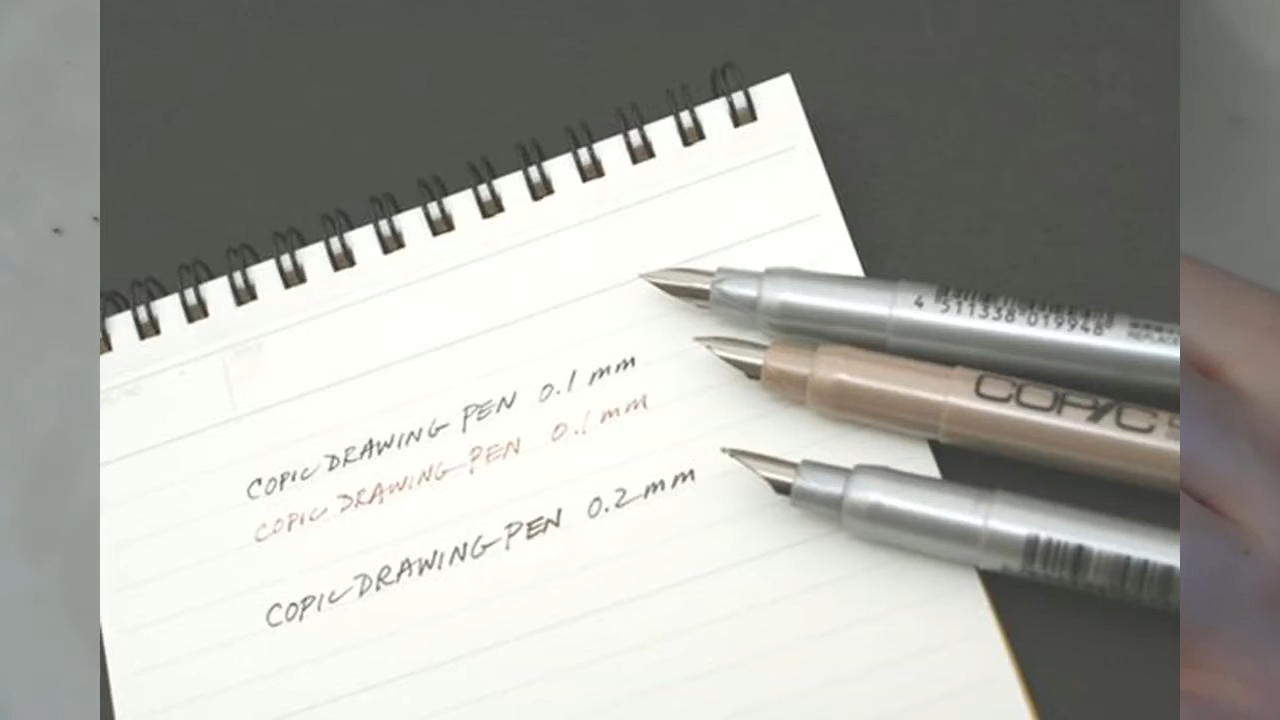 COPIC DRAWING PEN 0.1 mm
COPIC DRAWING PEN 0.1 mm
COPIC DRAWING PEN 0.2 mm
4 511338 019948
COPIC